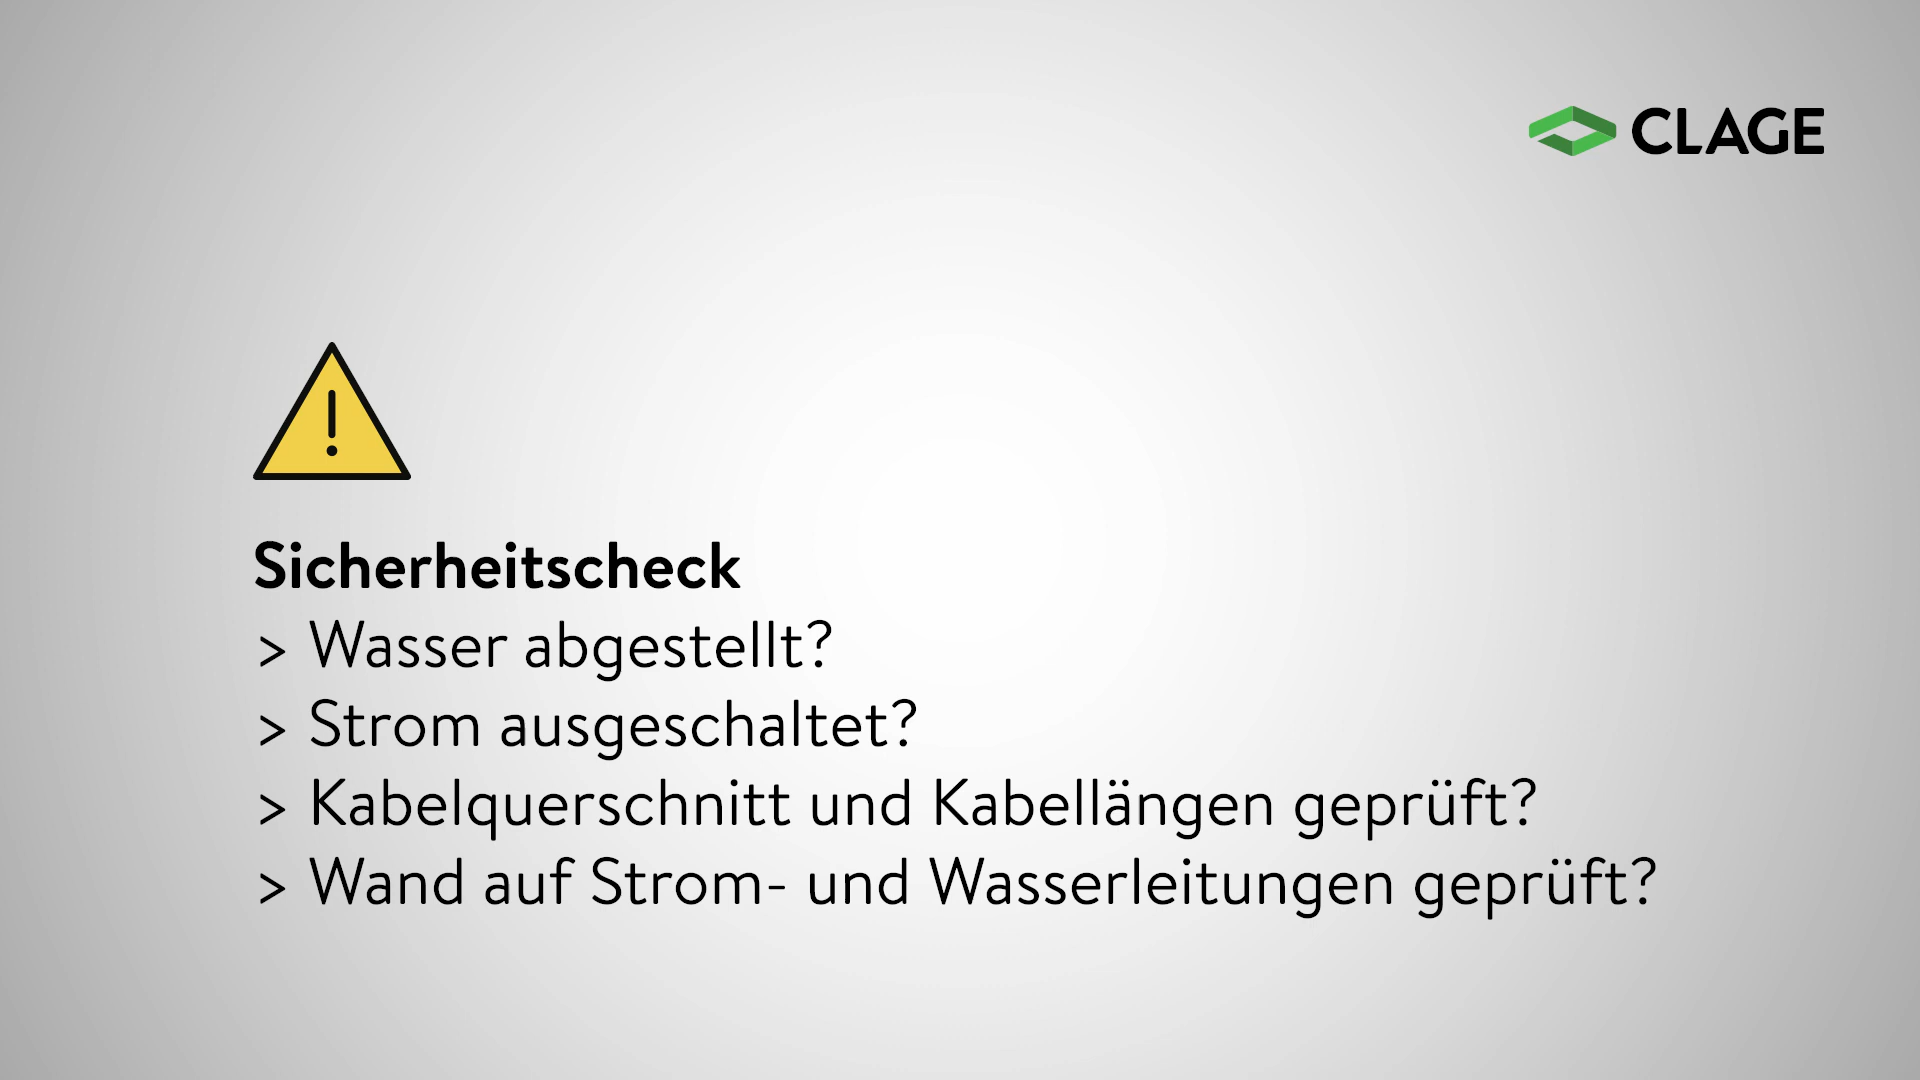 CLAGE
Sicherheitscheck
> Wasser abgestellt?
> Strom ausgeschaltet?
> Kabelquerschnitt und Kabellängen geprüft?
> Wand auf Strom- und Wasserleitungen geprüft?